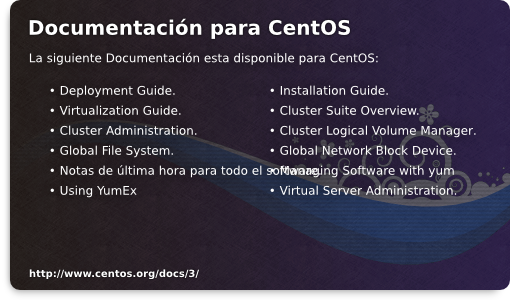 Documentación para CentOS
La siguiente Documentación esta disponible para CentOS:
• Deployment Guide.
• Virtualization Guide.
• Cluster Administration.
• Global File System.
• Notas de última hora para todo el software.
• Using YumEx
• Installation Guide.
• Cluster Suite Overview.
• Cluster Logical Volume Manager.
• Global Network Block Device.
• Managing Software with yum
• Virtual Server Administration.
http://www.centos.org/docs/3/